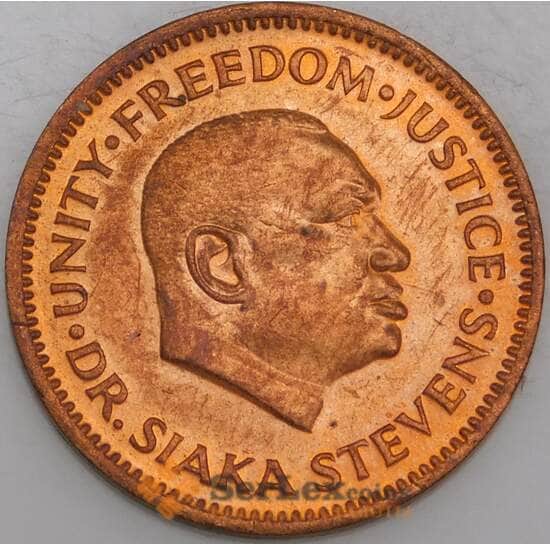 ·UNITY·FREEDOM·JUSTICE·
DR. SIAKA STEVENS